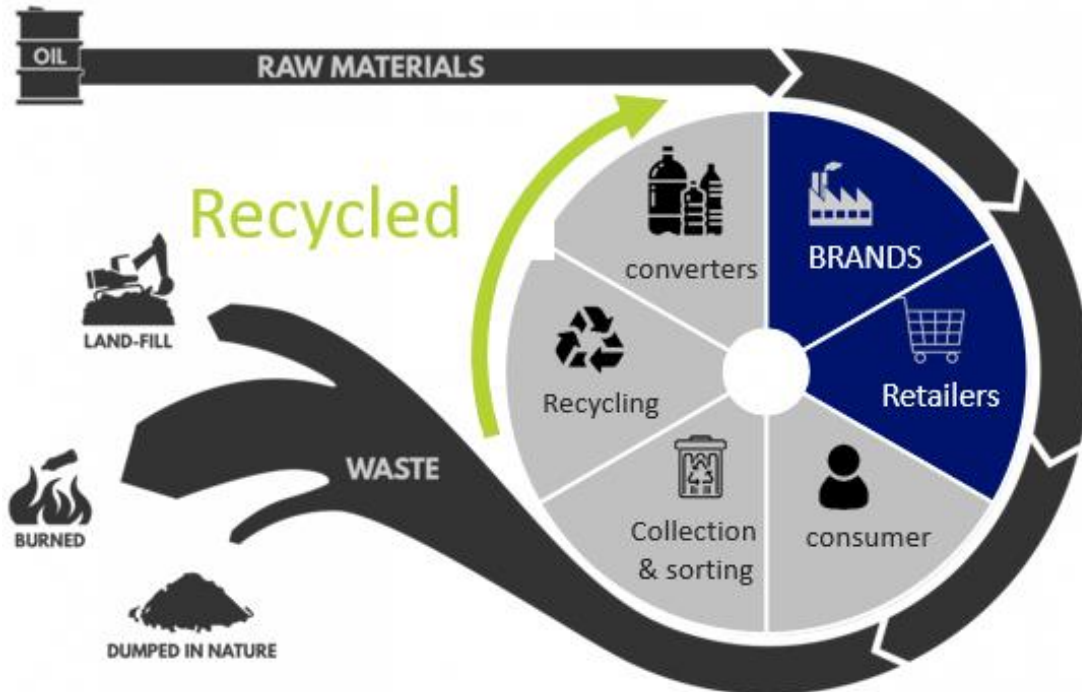 OIL
RAW MATERIALS
Recycled
converters
BRANDS
Retailers
consumer
Collection
& sorting
Recycling
WASTE
LAND-FILL
BURNED
DUMPED IN NATURE